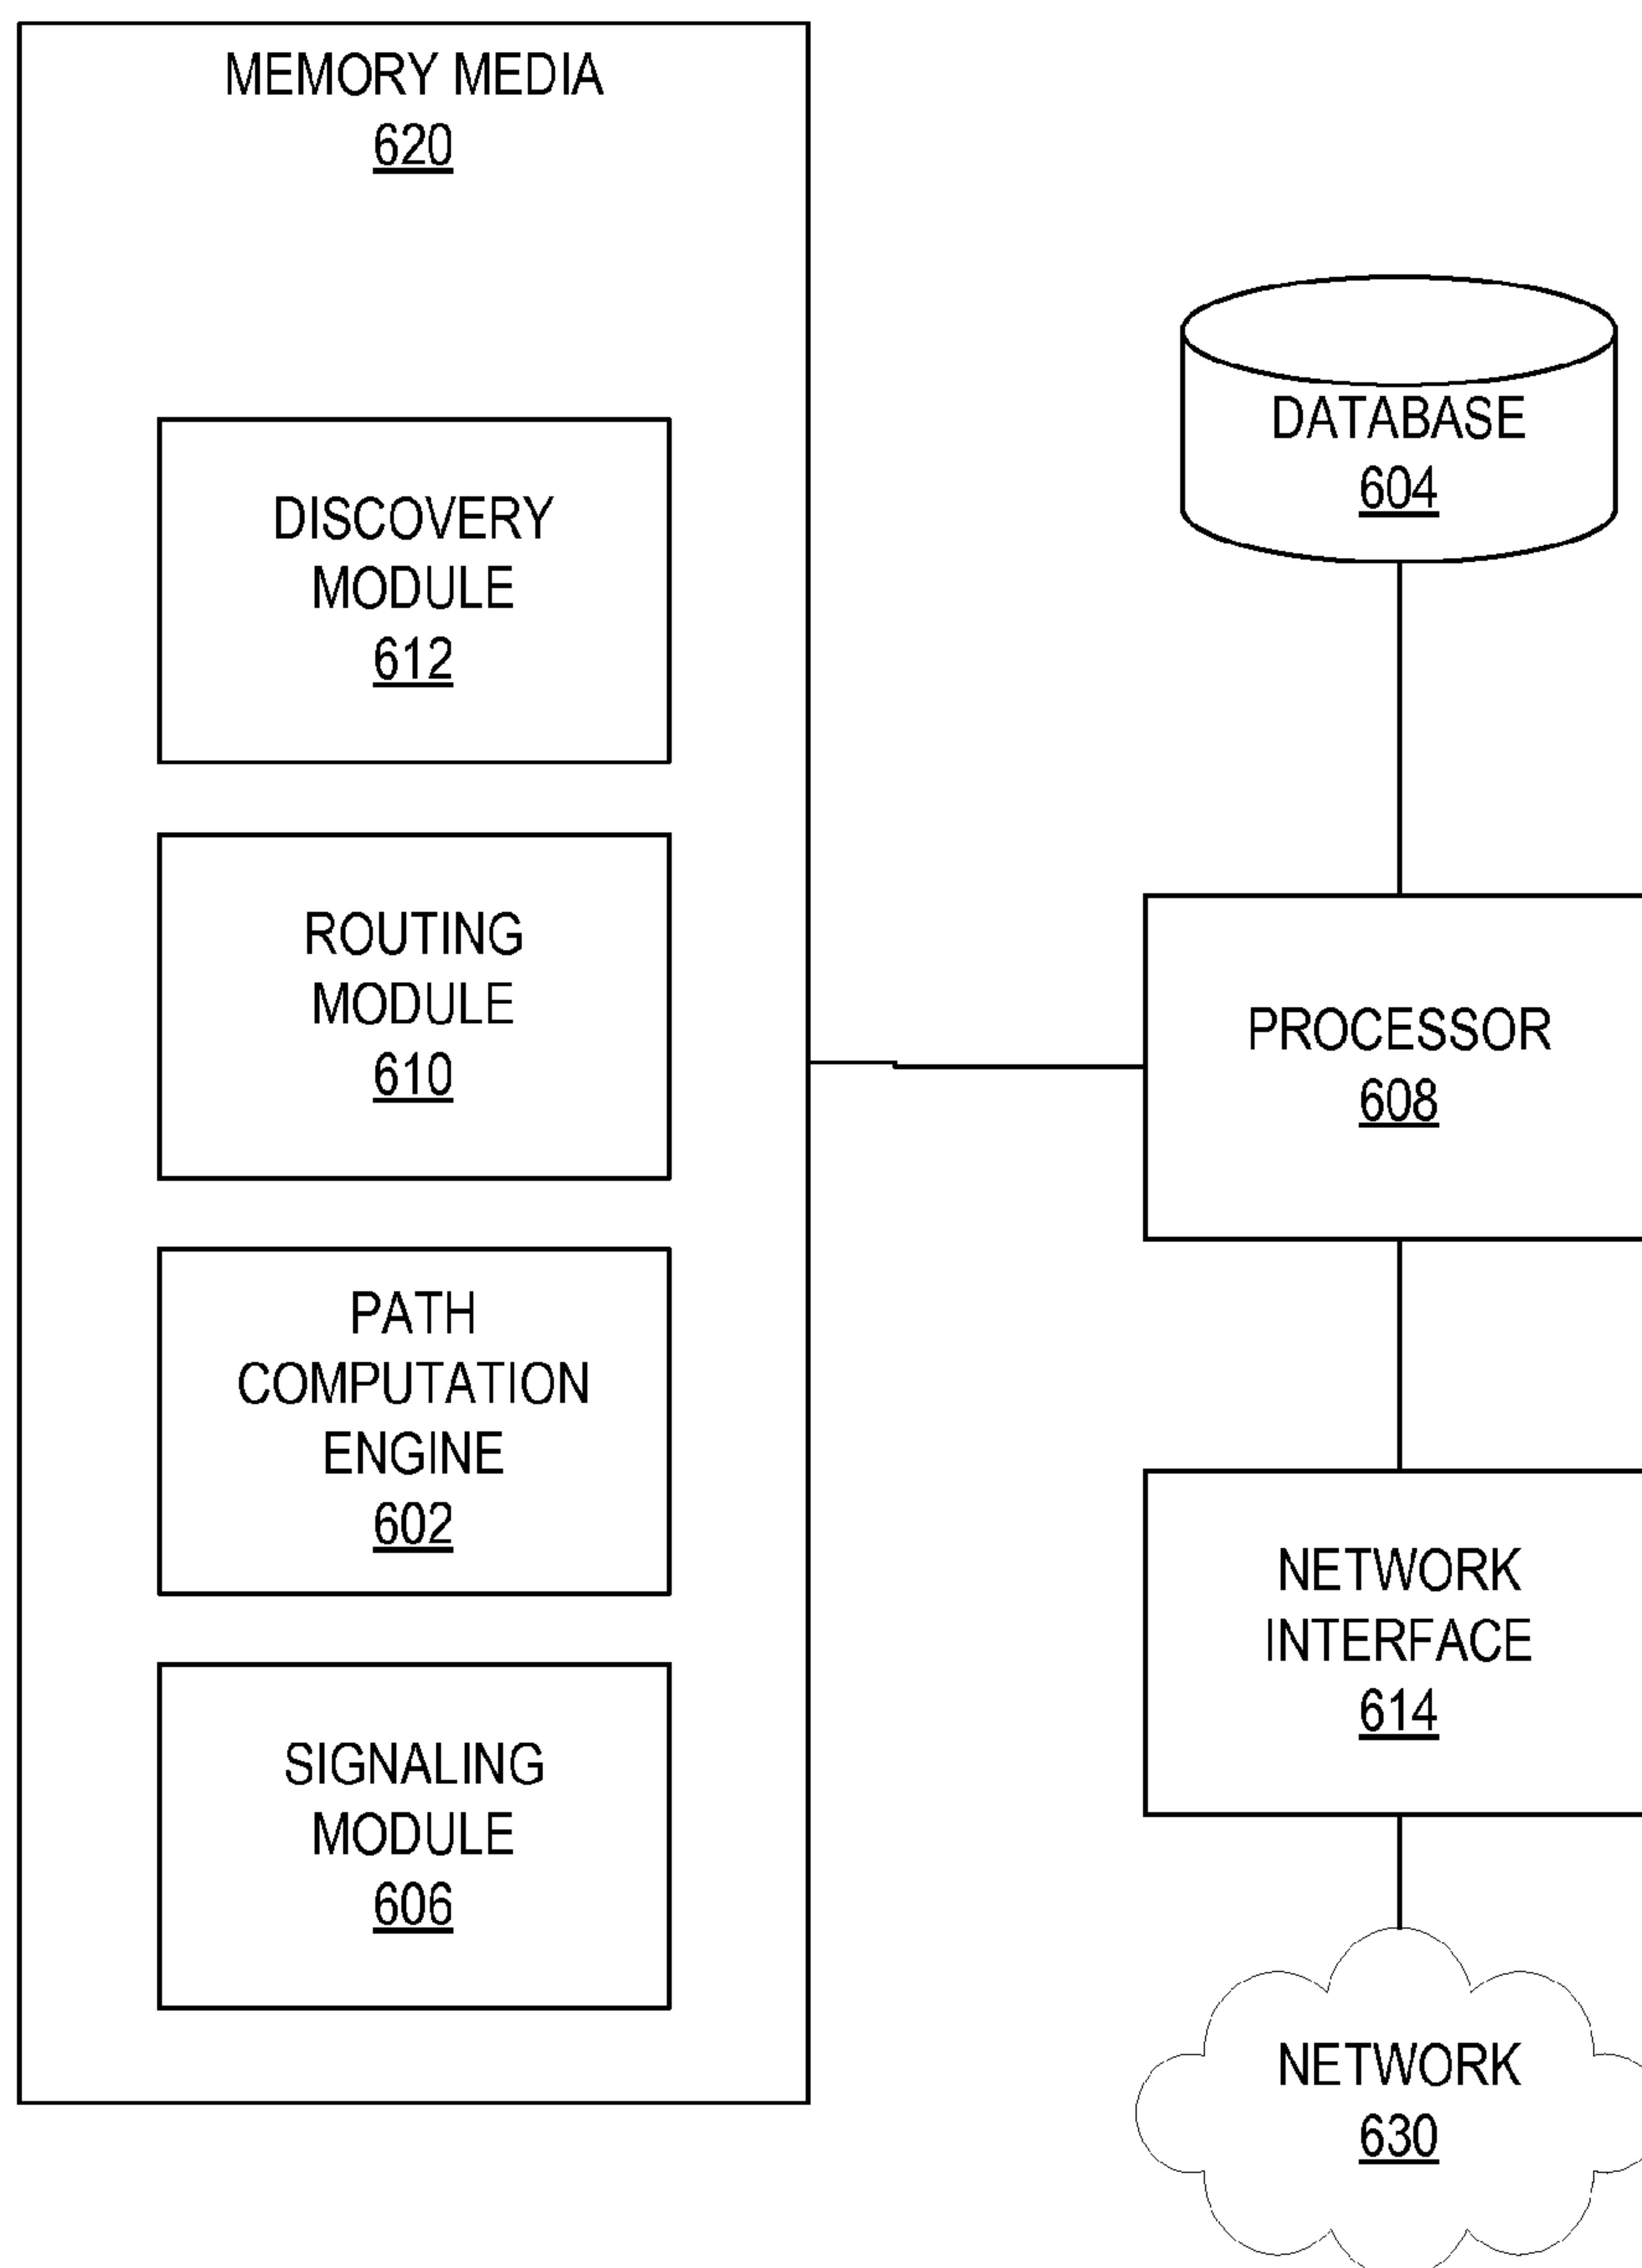 MEMORY MEDIA
620
DISCOVERY
MODULE
612
ROUTING
MODULE
610
PATH
COMPUTATION
ENGINE
602
SIGNALING
MODULE
606
DATABASE
604
PROCESSOR
608
NETWORK
INTERFACE
614
NETWORK
630